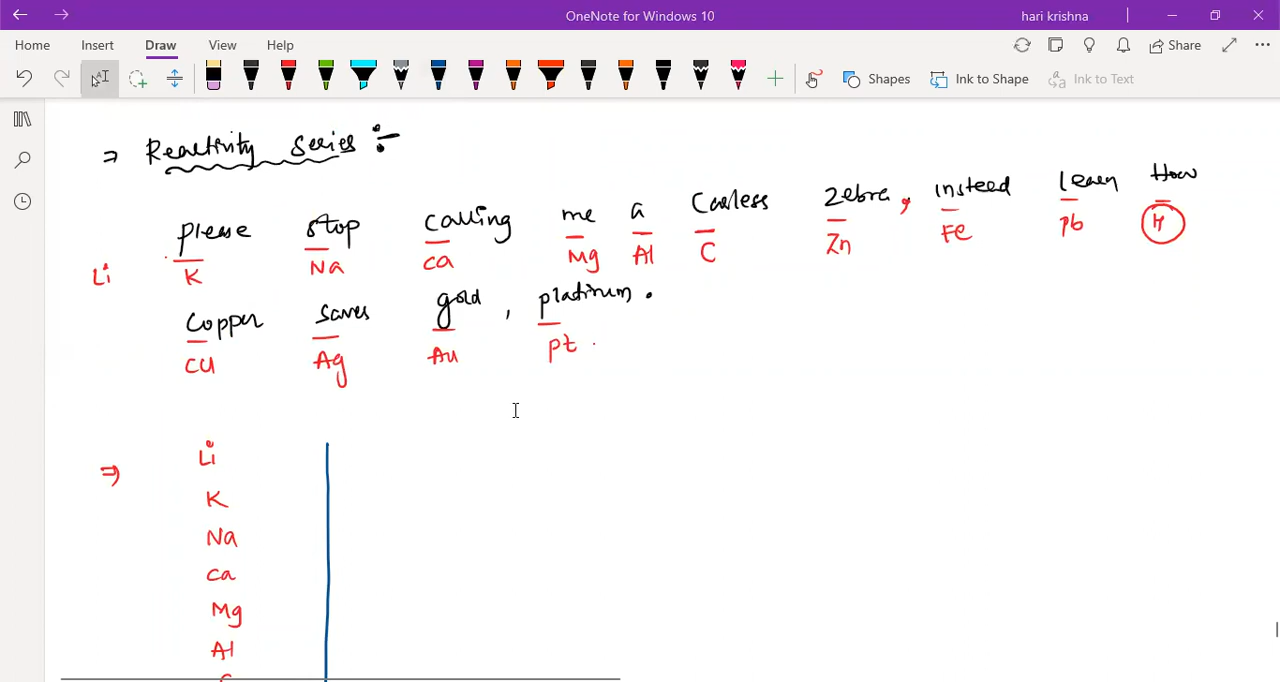 OneNote for Windows 10
hari krishna
Home Insert Draw View Help
Share
Shapes Ink to Shape Ink to Text
⇒ Reactivity Series ÷
please stop calling me a Careless Zebra, insteed learn How
Li K Na Ca Mg Al C Zn Fe Pb H
Copper saves gold, platinum.
Cu Ag Au Pt.
⇒ Li
K
Na
Ca
Mg
Al
C